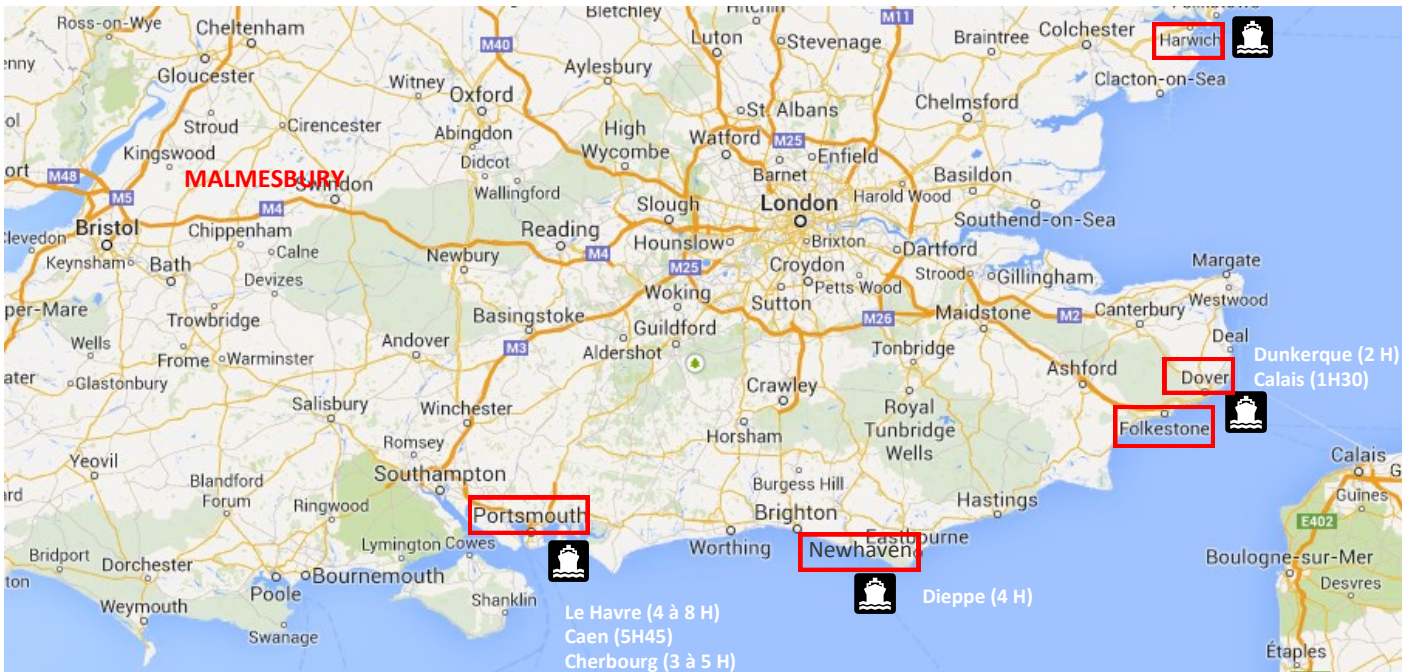 Bletchley
Hitchin
M11
Ross-on-Wye
Cheltenham
M40
Luton
Stevenage
Braintree
Colchester
Harwich
Gloucester
Aylesbury
Witney
Oxford
Clacton-on-Sea
St. Albans
Chelmsford
Stroud
Cirencester
Abingdon
High
Wycombe
Watford
M25
Enfield
Kingswood
Didcot
Barnet
Basildon
M48
MALMESBURY
Swindon
Wallingford
Harold Wood
M5
M4
Slough
London
Southend-on-Sea
Bristol
Chippenham
Reading
Hounslow
Brixton
Dartford
Clevedon
Calne
Newbury
M4
M25
Croydon
Strood
Gillingham
Margate
Keynsham
Bath
Devizes
Woking
Sutton
Petts Wood
Westwood
per-Mare
Trowbridge
Basingstoke
Guildford
M26
Maidstone
M2
Canterbury
Wells
Frome
Warminster
Andover
M3
Aldershot
Tonbridge
Deal
Dunkerque (2 H)
Glastonbury
Crawley
Ashford
Dover
Calais (1H30)
Salisbury
Winchester
Horsham
Royal
Tunbridge
Wells
Folkestone
Romsey
Yeovil
Southampton
Calais
Blandford
Forum
Ringwood
Burgess Hill
Hastings
Guînes
Portsmouth
Brighton
E402
Eastbourne
Bridport
Dorchester
Lymington
Cowes
Worthing
Newhaven
Boulogne-sur-Mer
Bournemouth
Desvres
Poole
Weymouth
Shanklin
Dieppe (4 H)
Swanage
Le Havre (4 à 8 H)
Caen (5H45)
Cherbourg (3 à 5 H)
Étaples